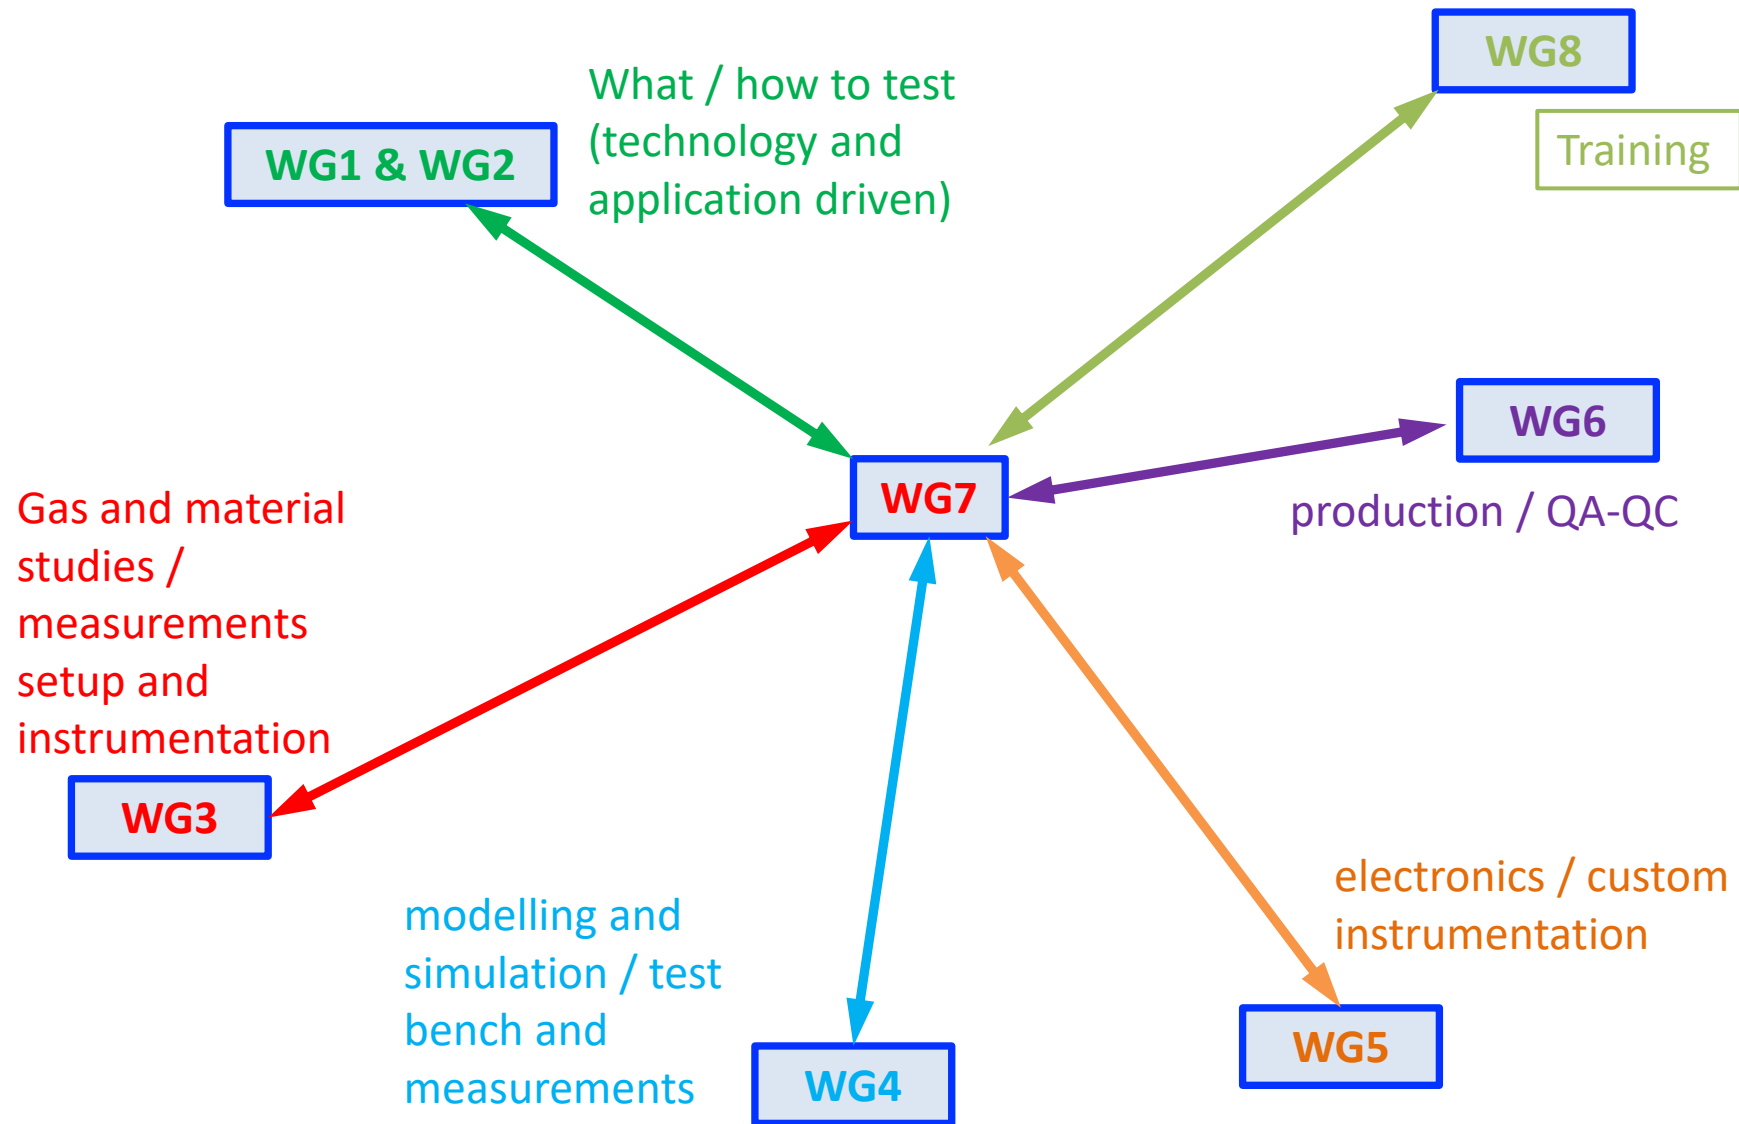 WG8
Training
What / how to test
(technology and
application driven)
WG1 & WG2
WG6
production / QA-QC
WG7
Gas and material
studies /
measurements
setup and
instrumentation
WG3
electronics / custom
instrumentation
WG5
modelling and
simulation / test
bench and
measurements
WG4